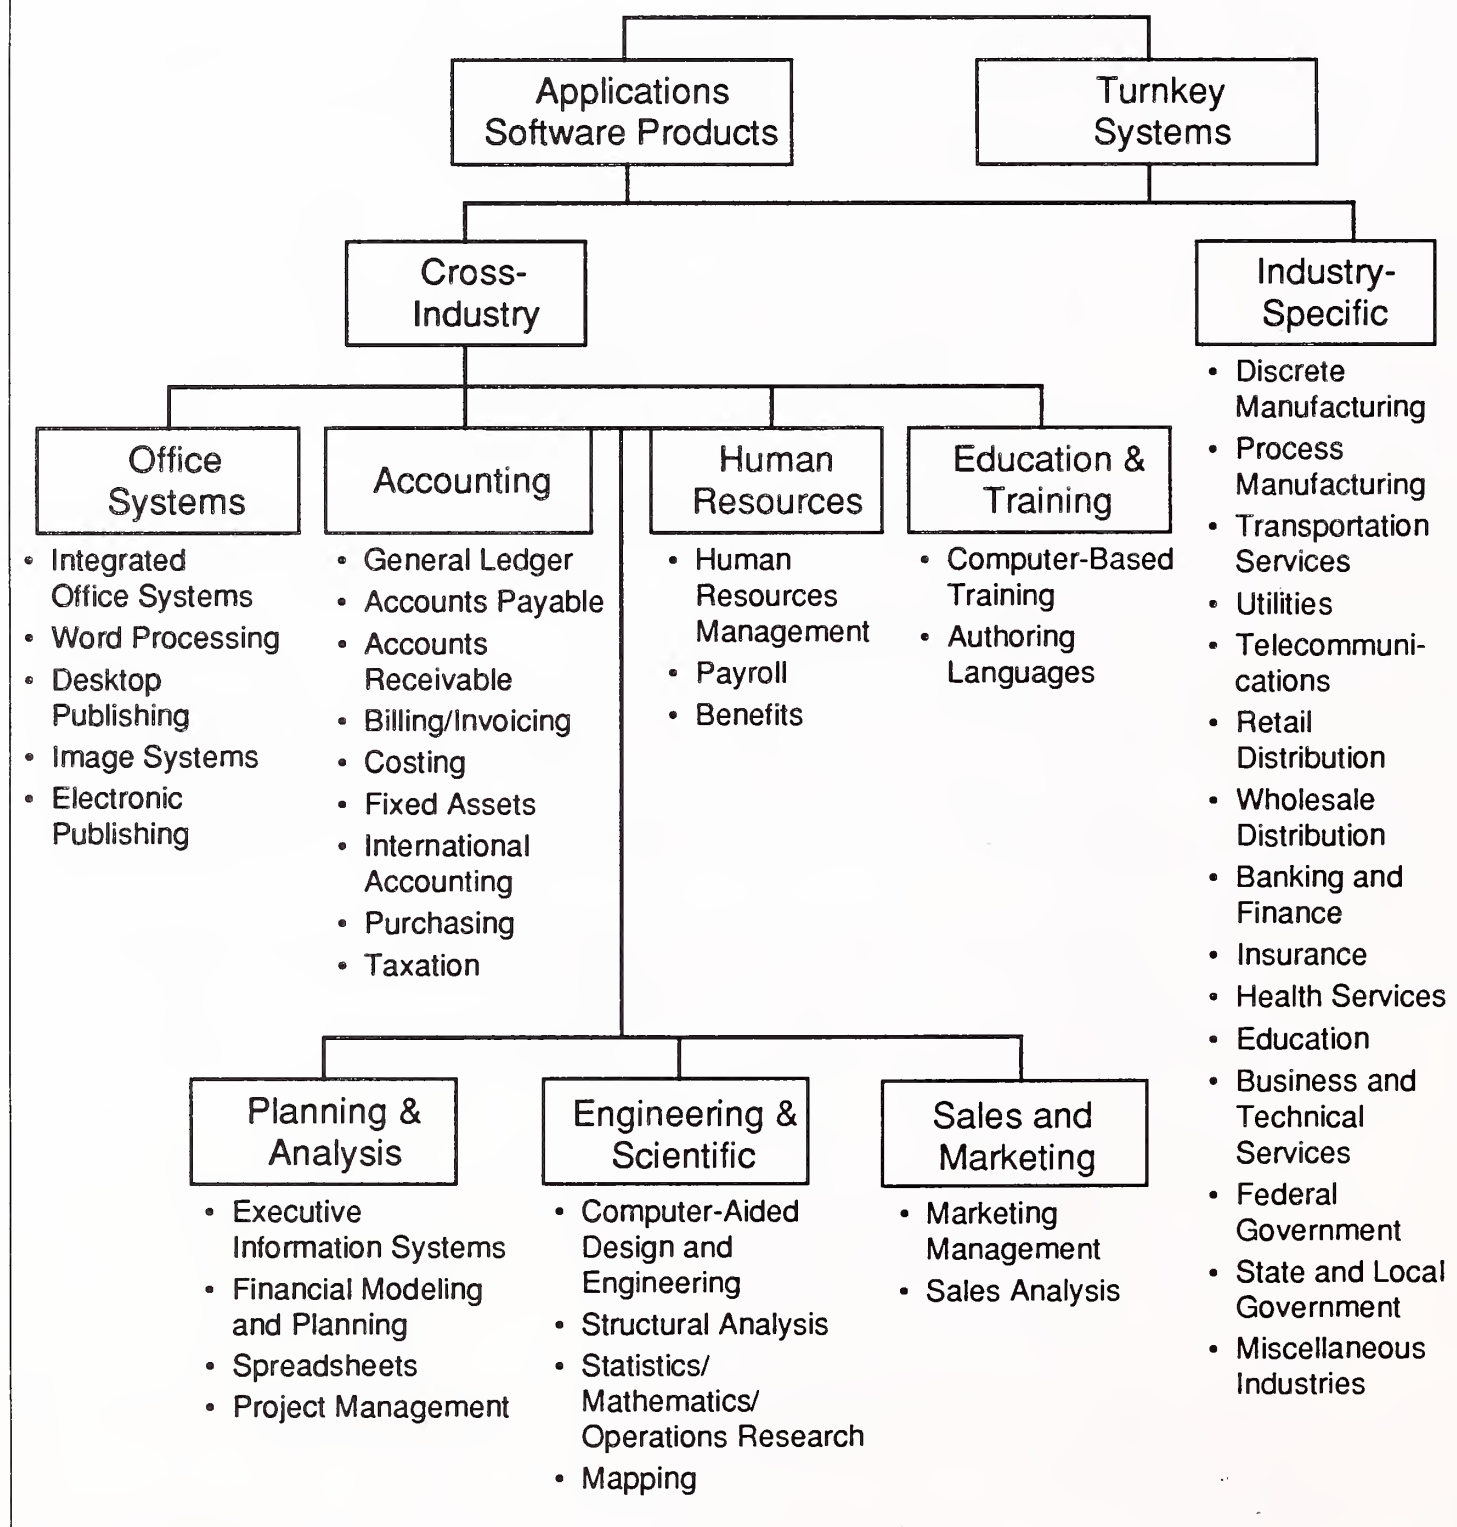 Applications
Software Products
Turnkey
Systems
Cross-
Industry
Industry-
Specific
• Discrete
Manufacturing
• Process
Manufacturing
• Transportation
Services
• Utilities
• Telecommuni-
cations
• Retail
Distribution
• Wholesale
Distribution
• Banking and
Finance
• Insurance
• Health Services
• Education
• Business and
Technical
Services
• Federal
Government
• State and Local
Government
• Miscellaneous
Industries
Office
Systems
• Integrated
Office Systems
• Word Processing
• Desktop
Publishing
• Image Systems
• Electronic
Publishing
Accounting
• General Ledger
• Accounts Payable
• Accounts
Receivable
• Billing/Invoicing
• Costing
• Fixed Assets
• International
Accounting
• Purchasing
• Taxation
Human
Resources
• Human
Resources
Management
• Payroll
• Benefits
Education &
Training
• Computer-Based
Training
• Authoring
Languages
Planning &
Analysis
• Executive
Information Systems
• Financial Modeling
and Planning
• Spreadsheets
• Project Management
Engineering &
Scientific
• Computer-Aided
Design and
Engineering
• Structural Analysis
• Statistics/
Mathematics/
Operations Research
• Mapping
Sales and
Marketing
• Marketing
Management
• Sales Analysis